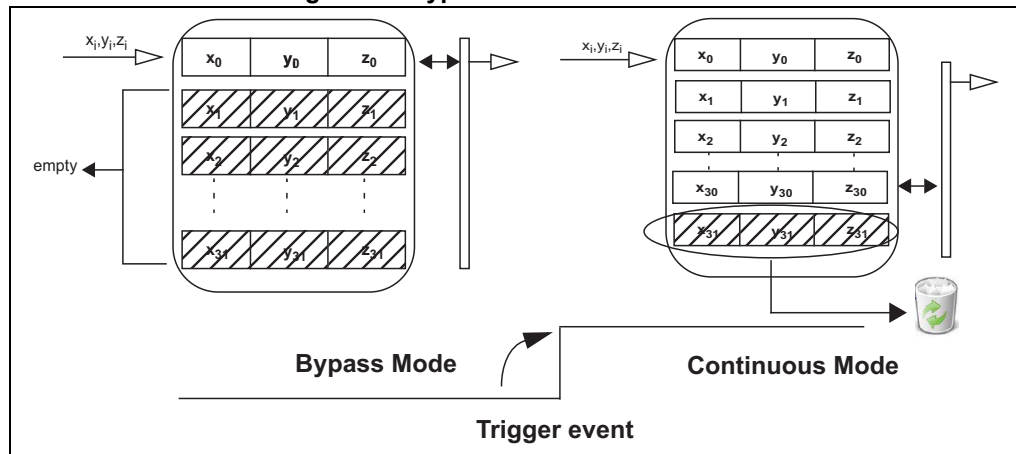 xᵢ,yᵢ,zᵢ
x₀ y₀ z₀
x₁ y₁ z₁
x₂ y₂ z₂
x₃₁ y₃₁ z₃₁
empty
Bypass Mode
xᵢ,yᵢ,zᵢ
x₀ y₀ z₀
x₁ y₁ z₁
x₂ y₂ z₂
x₃₀ y₃₀ z₃₀
x₃₁ y₃₁ z₃₁
Continuous Mode
Trigger event